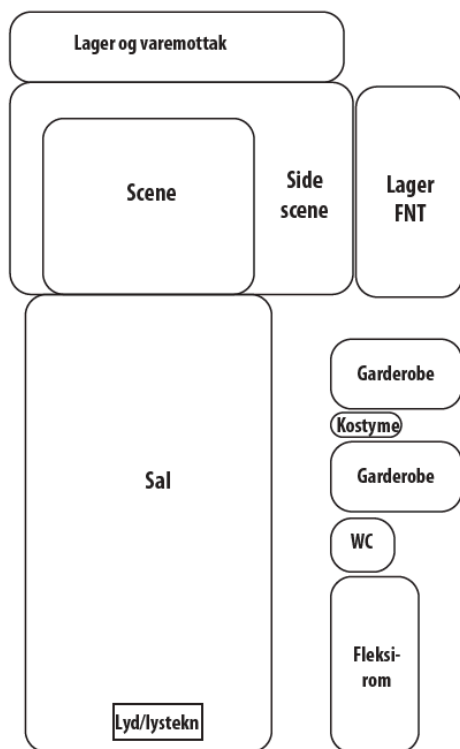 Lager og varemottak
Scene
Side
scene
Lager
FNT
Garderobe
Kostyme
Garderobe
Sal
WC
Fleksi-
rom
Lyd/lystekn